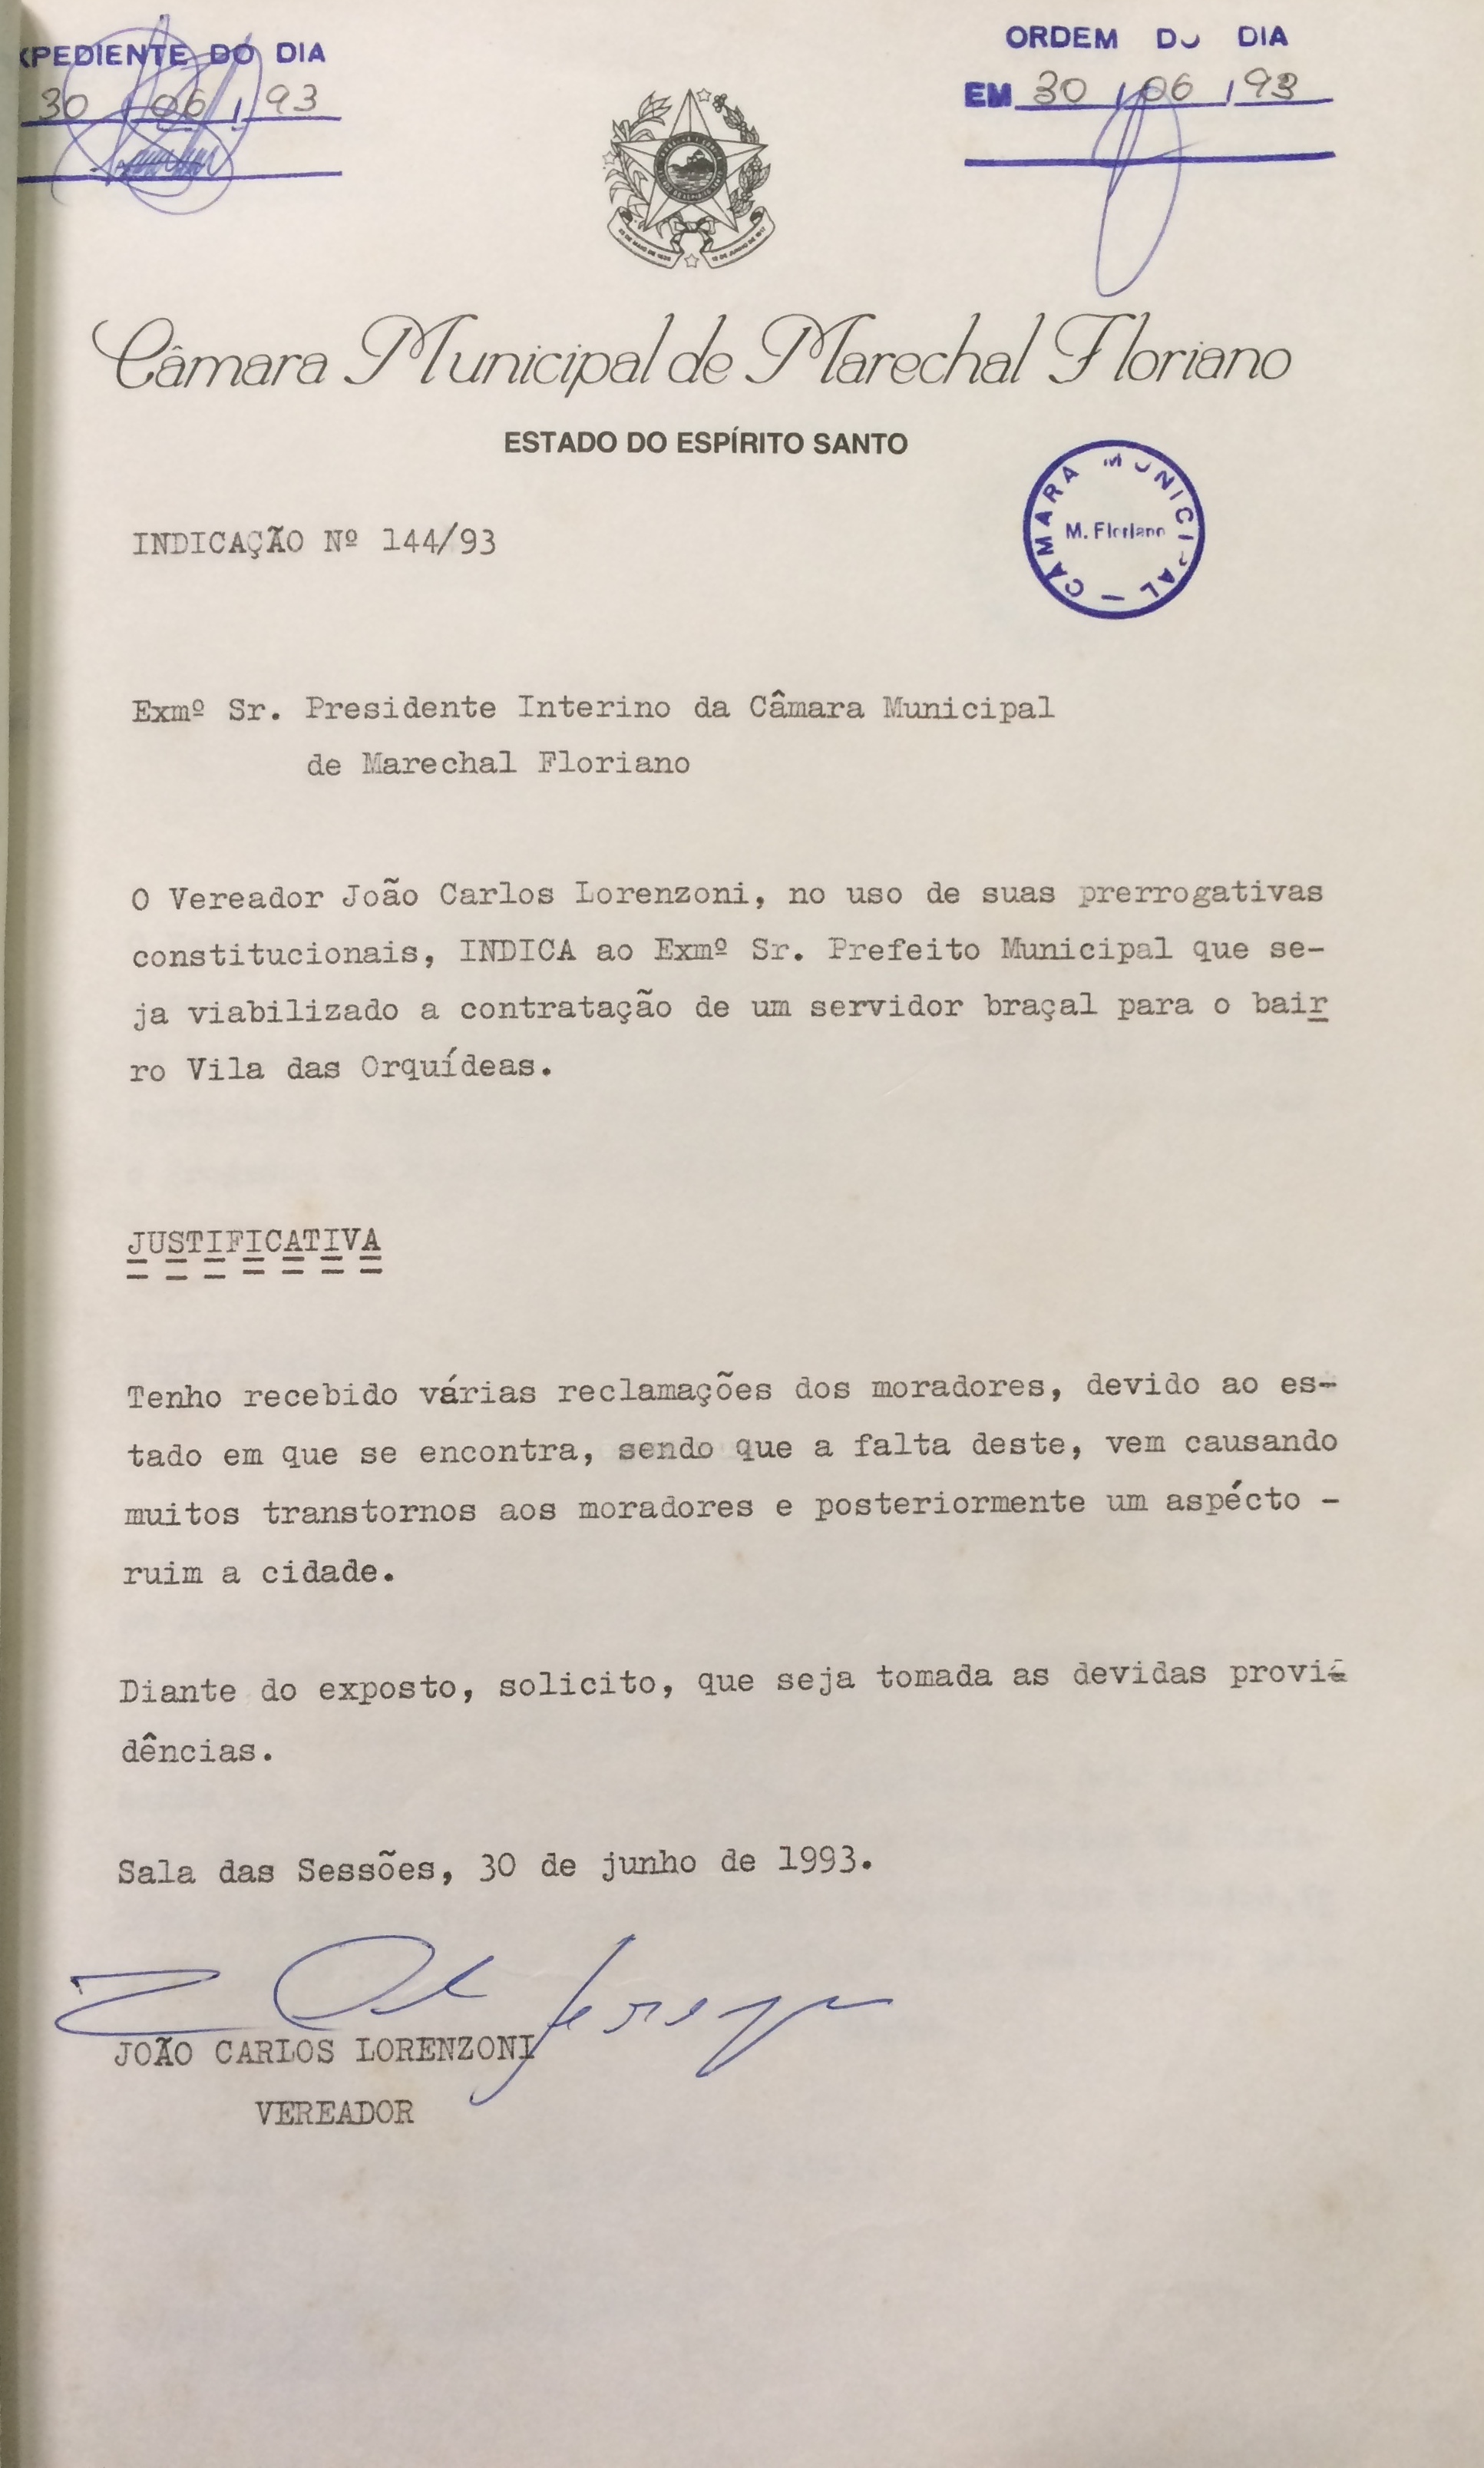 XPEDIENTE DO DIA
30 / 06 / 93
ORDEM DO DIA
EM 30 / 06 / 93
Câmara Municipal de Marechal Floriano
ESTADO DO ESPÍRITO SANTO
CÂMARA MUNICIPAL —
M. Floriano
INDICAÇÃO Nº 144/93
Exmº Sr. Presidente Interino da Câmara Municipal
de Marechal Floriano
O Vereador João Carlos Lorenzoni, no uso de suas prerrogativas
constitucionais, INDICA ao Exmº Sr. Prefeito Municipal que se-
ja viabilizado a contratação de um servidor braçal para o bair
ro Vila das Orquídeas.
JUSTIFICATIVA
Tenho recebido várias reclamações dos moradores, devido ao es-
tado em que se encontra, sendo que a falta deste, vem causando
muitos transtornos aos moradores e posteriormente um aspécto -
ruim a cidade.
Diante do exposto, solicito, que seja tomada as devidas provi-
dências.
Sala das Sessões, 30 de junho de 1993.
JOÃO CARLOS LORENZONI
VEREADOR